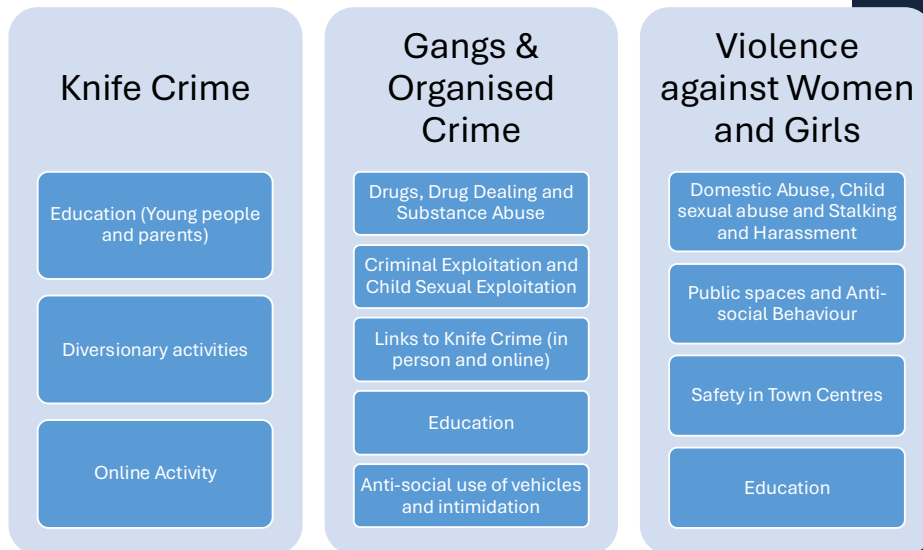 Knife Crime
Education (Young people
and parents)
Diversionary activities
Online Activity
Gangs &
Organised
Crime
Drugs, Drug Dealing and
Substance Abuse
Criminal Exploitation and
Child Sexual Exploitation
Links to Knife Crime (in
person and online)
Education
Anti-social use of vehicles
and intimidation
Violence
against Women
and Girls
Domestic Abuse, Child
sexual abuse and Stalking
and Harassment
Public spaces and Anti-
social Behaviour
Safety in Town Centres
Education